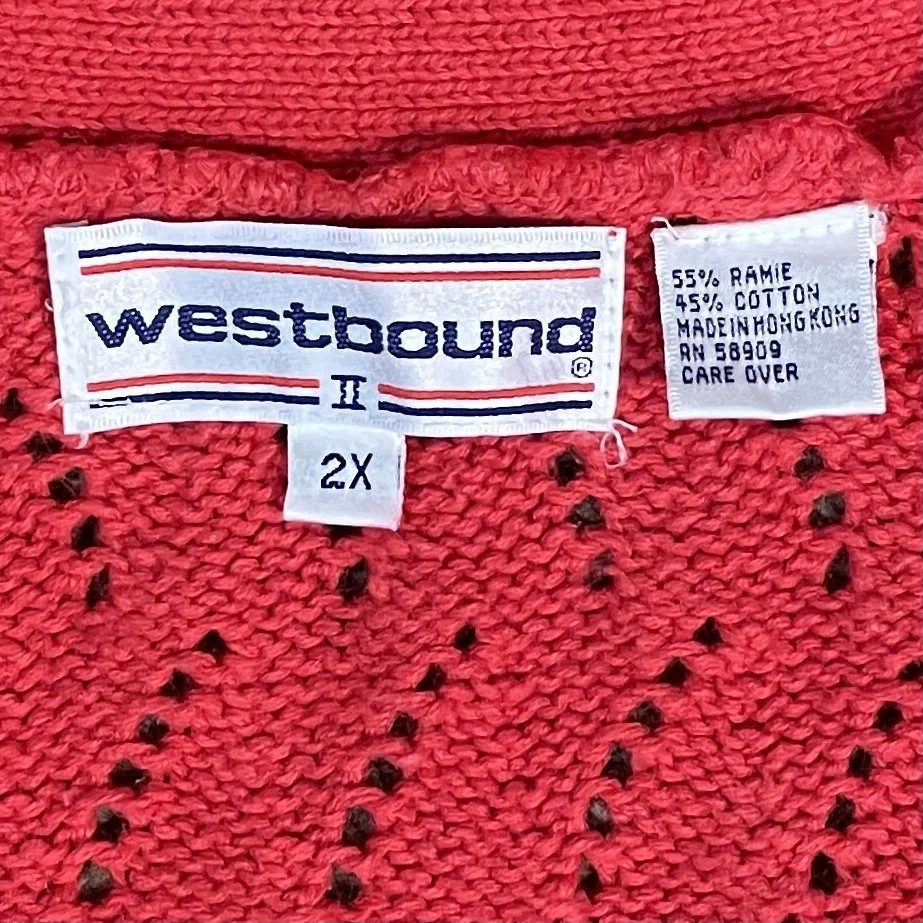 westbound
®
II
2X
55% RAMIE
45% COTTON
MADE IN HONG KONG
RN 58909
CARE OVER